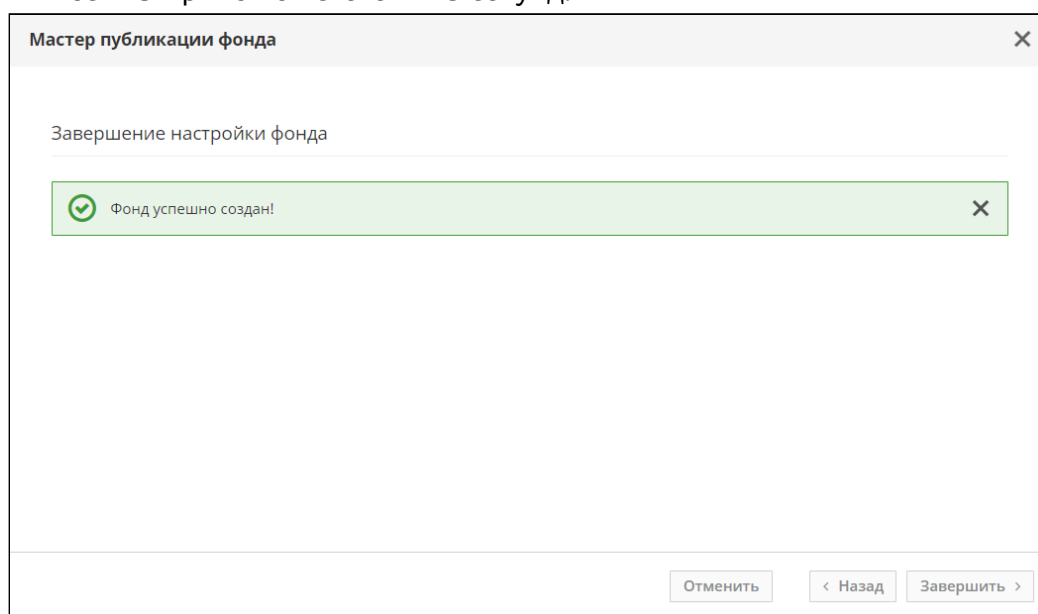 Мастер публикации фонда
Завершение настройки фонда
Фонд успешно создан!
Отменить
Назад
Завершить